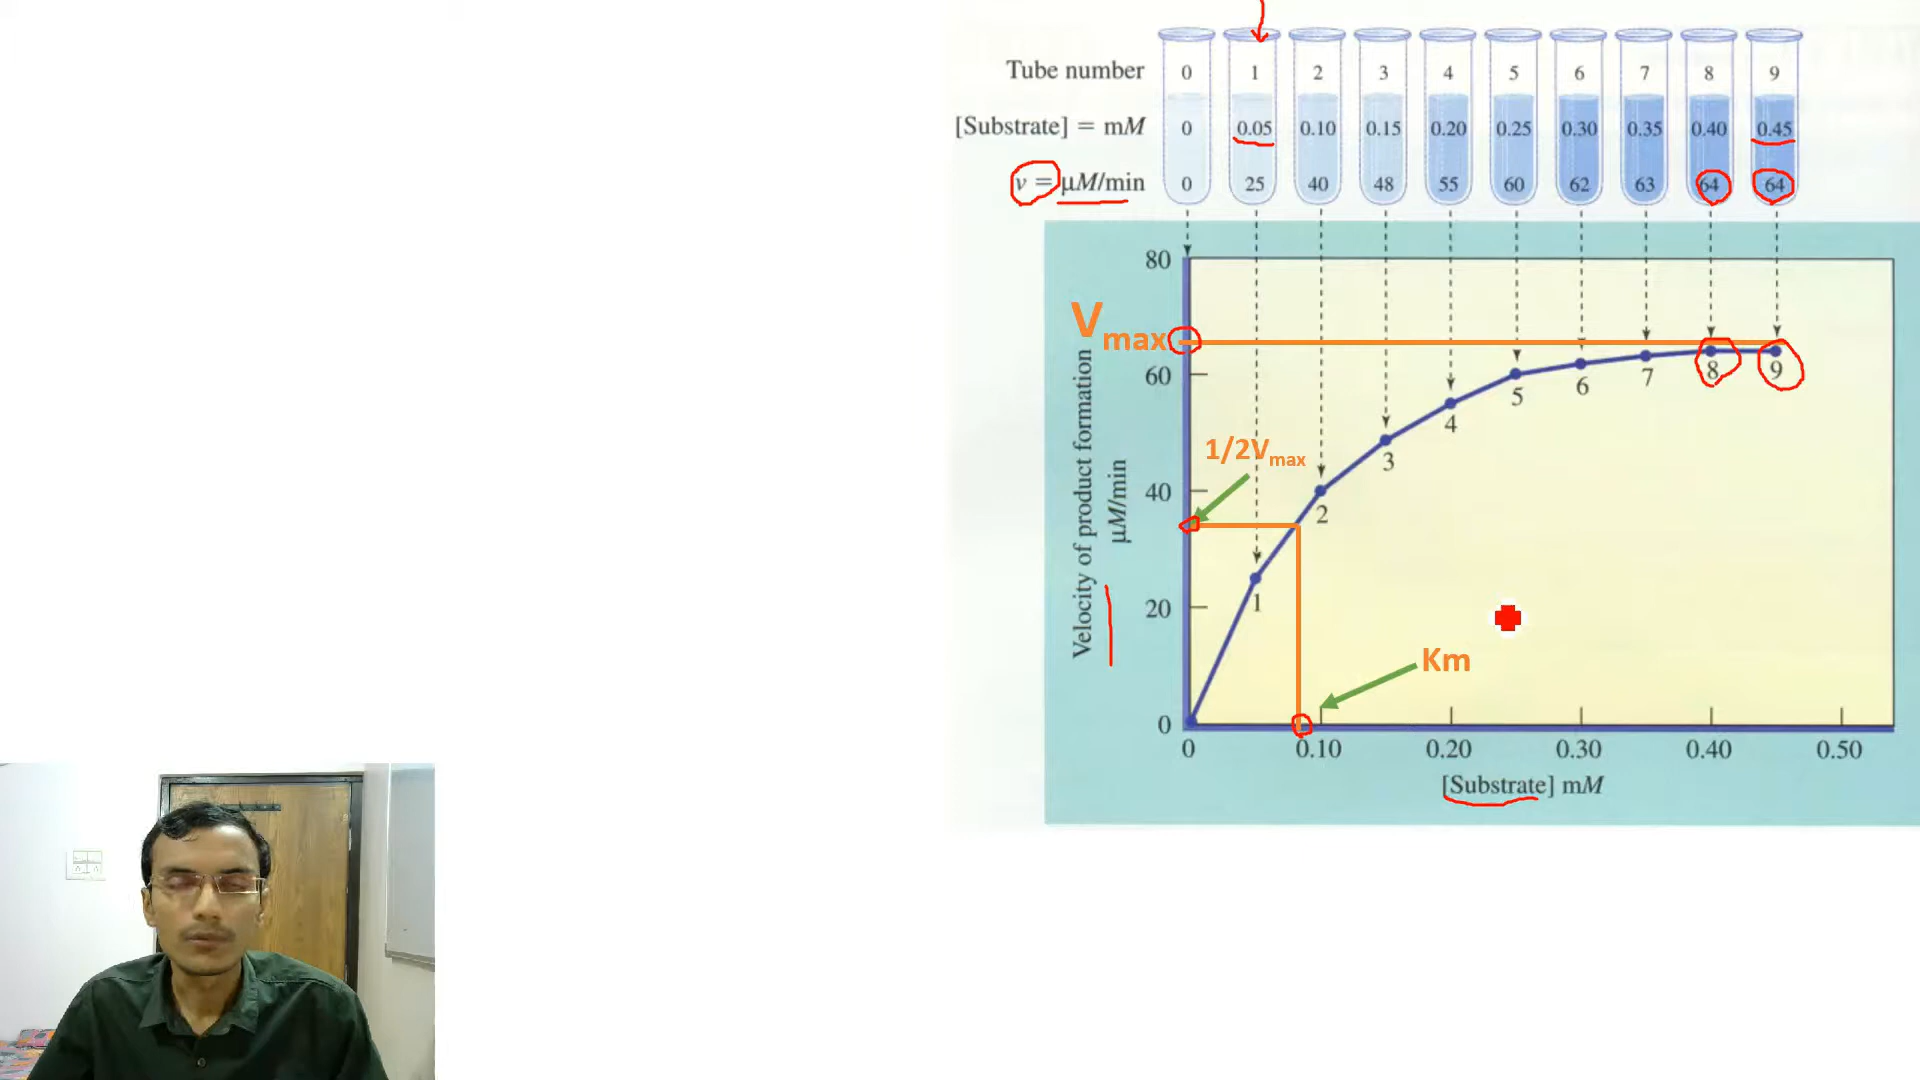 Tube number 0 1 2 3 4 5 6 7 8 9
[Substrate] = mM 0 0.05 0.10 0.15 0.20 0.25 0.30 0.35 0.40 0.45
v = µM/min 0 25 40 48 55 60 62 63 64 64
80
Vmax
60
8
9
7
6
5
4
1/2Vmax
3
40
2
1
20
Km
0
Velocity of product formation
µM/min
0 0.10 0.20 0.30 0.40 0.50
[Substrate] mM